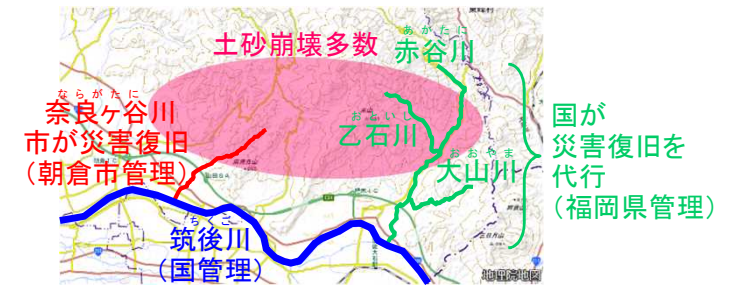 土砂崩壊多数
あかたに
赤谷川
ならがたに
奈良ヶ谷川
市が災害復旧
(朝倉市管理)
おといし
乙石川
おおやま
大山川
国が
災害復旧を
代行
(福岡県管理)
ちくご
筑後川
(国管理)
地理院地図